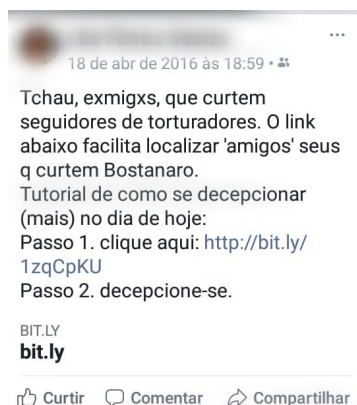 18 de abr de 2016 às 18:59 •
Tchau, exmigxs, que curtem
seguidores de torturadores. O link
abaixo facilita localizar 'amigos' seus
q curtem Bostanaro.
Tutorial de como se decepcionar
(mais) no dia de hoje:
Passo 1. clique aqui: http://bit.ly/
1zqCpKU
Passo 2. decepcione-se.
BIT.LY
bit.ly
Curtir Comentar Compartilhar